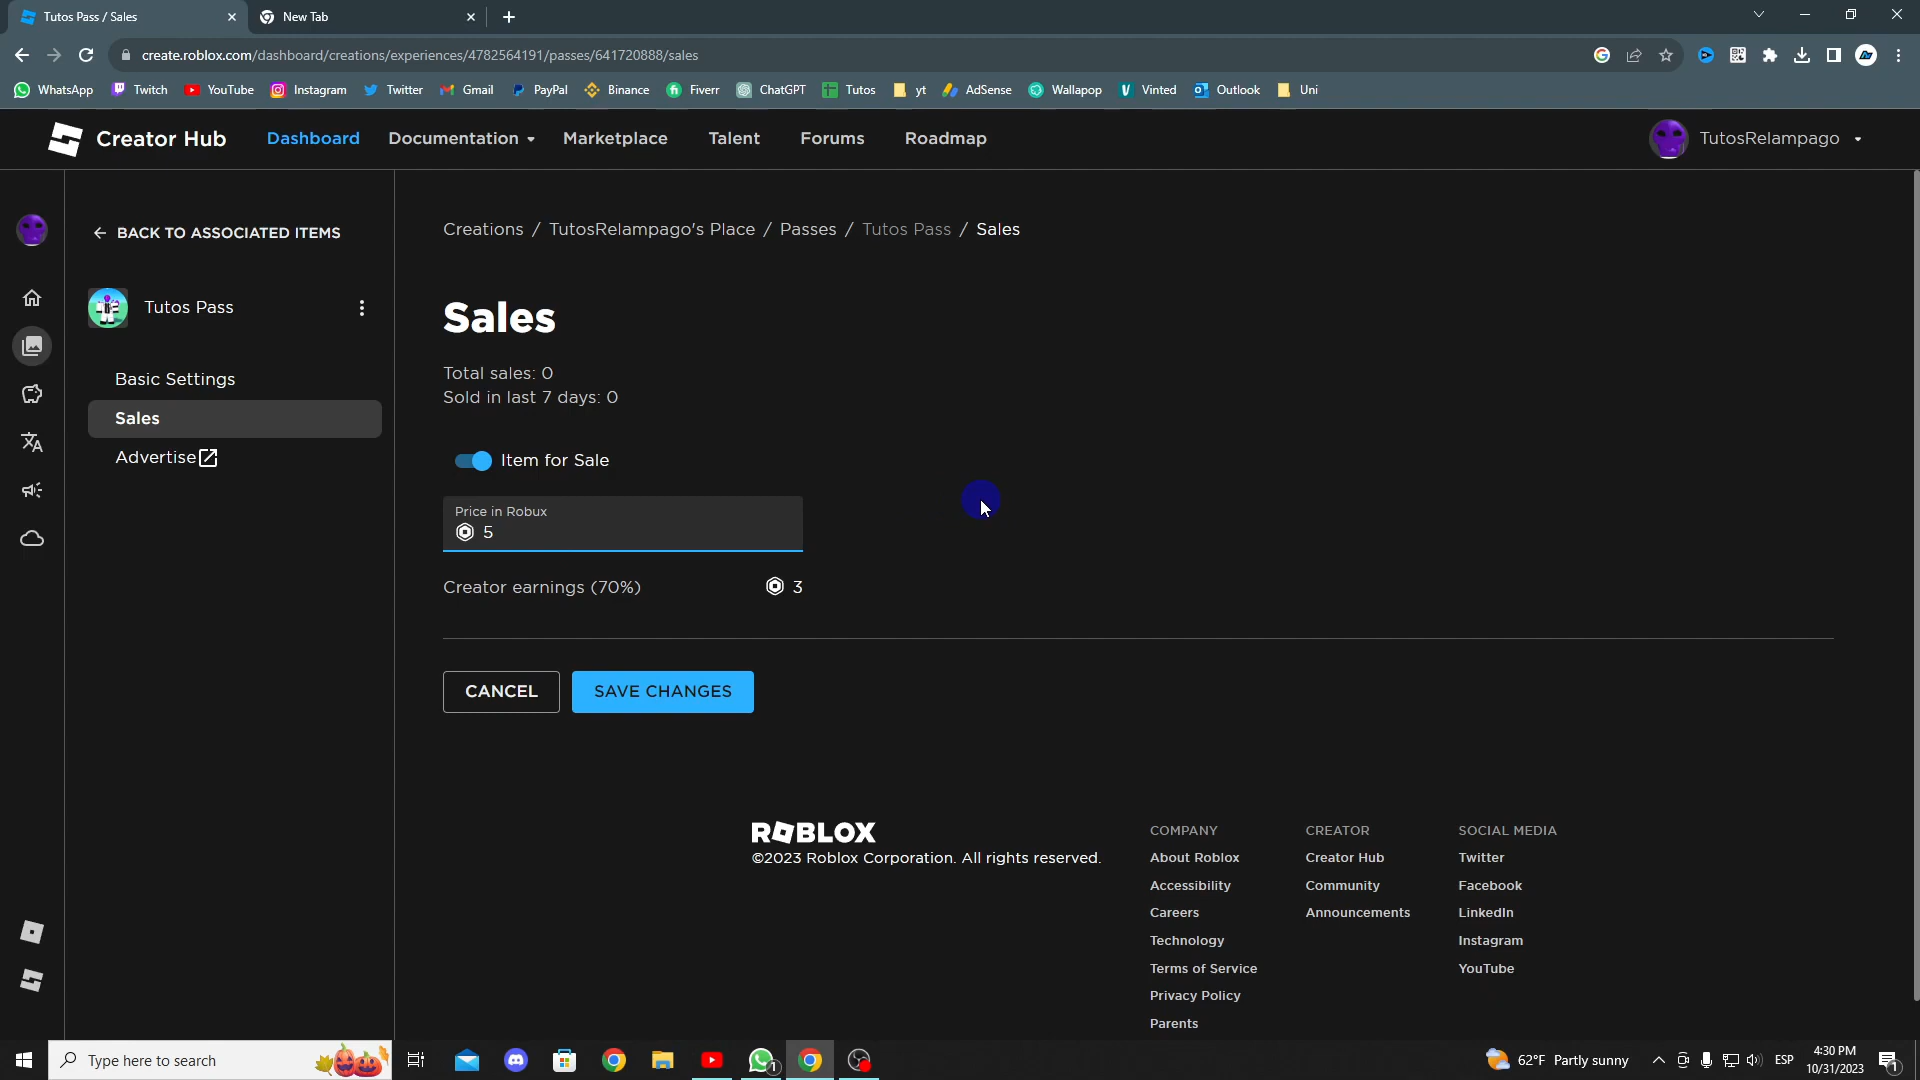 Tutos Pass / Sales
New Tab
create.roblox.com/dashboard/creations/experiences/4782564191/passes/641720888/sales
WhatsApp Twitch YouTube Instagram Twitter Gmail PayPal Binance Fiverr ChatGPT Tutos yt AdSense Wallapop Vinted Outlook Uni
Creator Hub Dashboard Documentation Marketplace Talent Forums Roadmap TutosRelampago
BACK TO ASSOCIATED ITEMS
Tutos Pass
Basic Settings
Sales
Advertise
Creations / TutosRelampago's Place / Passes / Tutos Pass / Sales
Sales
Total sales: 0
Sold in last 7 days: 0
Item for Sale
Price in Robux
5
Creator earnings (70%) 3
CANCEL SAVE CHANGES
ROBLOX
©2023 Roblox Corporation. All rights reserved.
COMPANY
About Roblox
Accessibility
Careers
Technology
Terms of Service
Privacy Policy
Parents
CREATOR
Creator Hub
Community
Announcements
SOCIAL MEDIA
Twitter
Facebook
LinkedIn
Instagram
YouTube
Type here to search
1
62°F Partly sunny
ESP
4:30 PM
10/31/2023
1